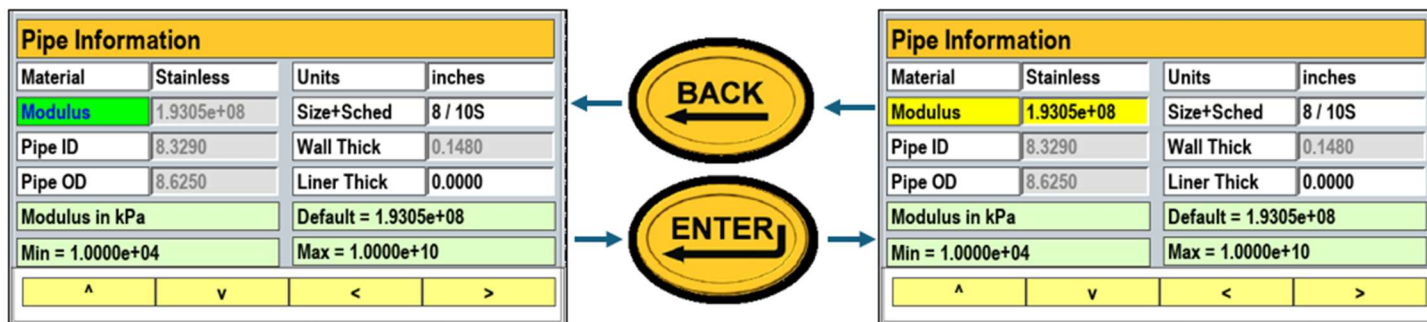 Pipe Information
Material Stainless Units inches
Modulus 1.9305e+08 Size+Sched 8 / 10S
Pipe ID 8.3290 Wall Thick 0.1480
Pipe OD 8.6250 Liner Thick 0.0000
Modulus in kPa Default = 1.9305e+08
Min = 1.0000e+04 Max = 1.0000e+10
^ v < >
BACK
ENTER
Pipe Information
Material Stainless Units inches
Modulus 1.9305e+08 Size+Sched 8 / 10S
Pipe ID 8.3290 Wall Thick 0.1480
Pipe OD 8.6250 Liner Thick 0.0000
Modulus in kPa Default = 1.9305e+08
Min = 1.0000e+04 Max = 1.0000e+10
^ v < >